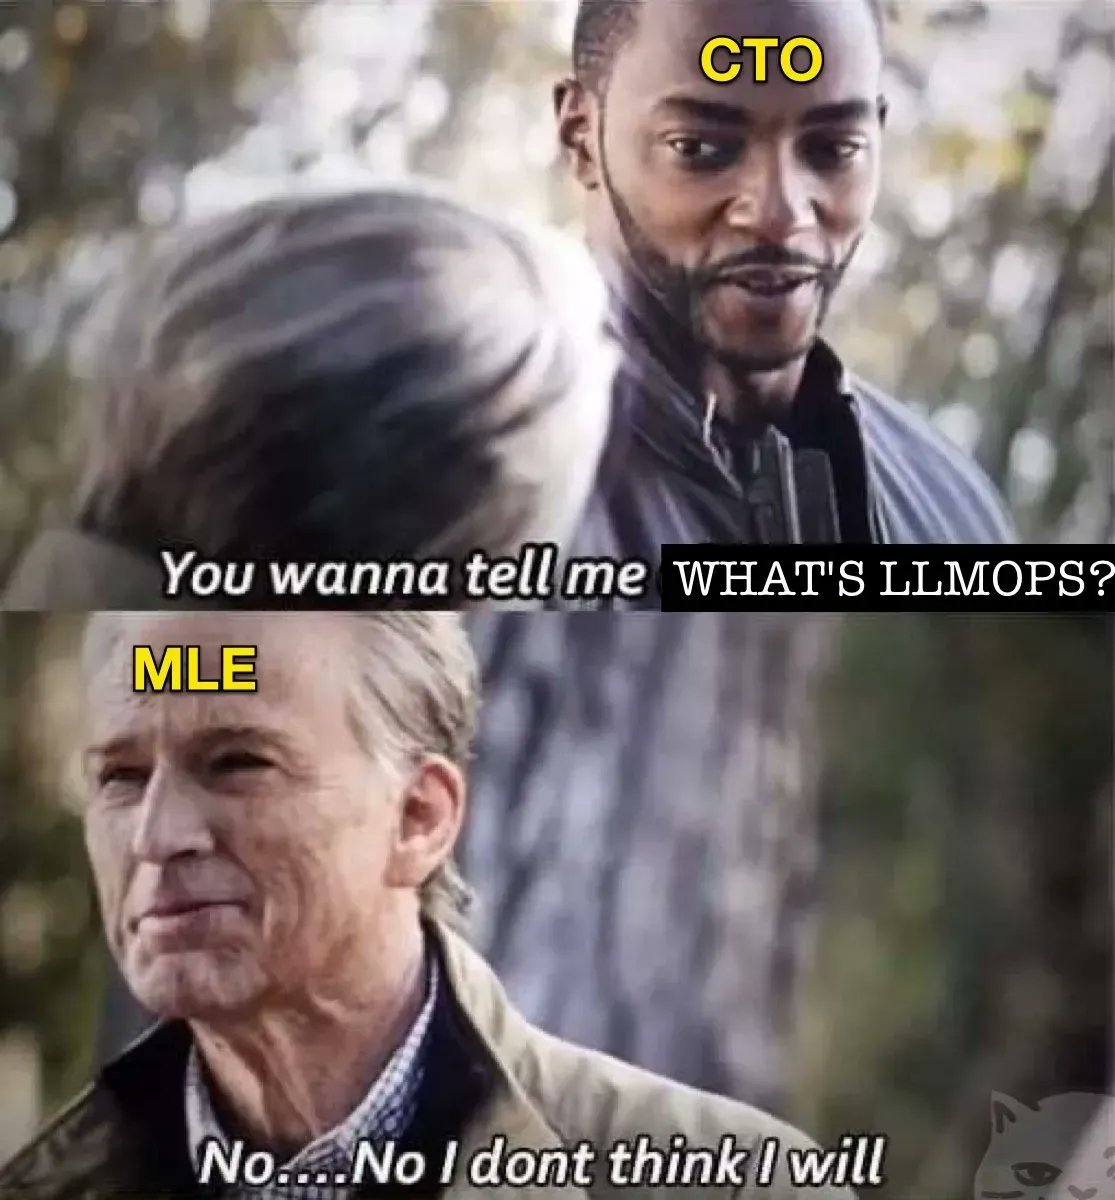 CTO
You wanna tell me WHAT'S LLMOPS?
MLE
No....No I dont think I will